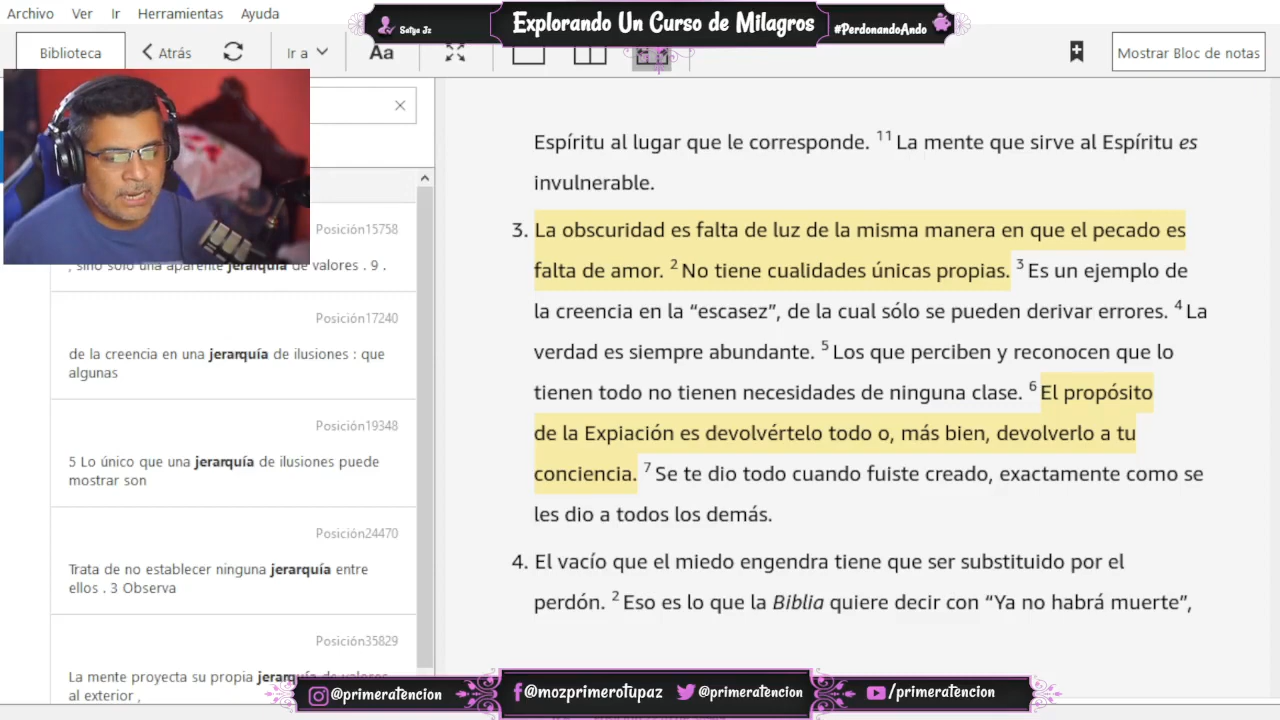 Archivo Ver Ir Herramientas Ayuda
Satya Jz
Explorando Un Curso de Milagros
#PerdonandoAndo
Biblioteca
Atrás
Ir a
Aa
Mostrar Bloc de notas
Posición15758
, sino sólo una aparente jerarquía de valores . 9 .
Posición17240
de la creencia en una jerarquía de ilusiones : que
algunas
Posición19348
5 Lo único que una jerarquía de ilusiones puede
mostrar son
Posición24470
Trata de no establecer ninguna jerarquía entre
ellos . 3 Observa
Posición35829
La mente proyecta su propia jerarquía de valores
al exterior ,
Espíritu al lugar que le corresponde. 11 La mente que sirve al Espíritu es
invulnerable.
3. La obscuridad es falta de luz de la misma manera en que el pecado es
falta de amor. 2 No tiene cualidades únicas propias. 3 Es un ejemplo de
la creencia en la “escasez”, de la cual sólo se pueden derivar errores. 4 La
verdad es siempre abundante. 5 Los que perciben y reconocen que lo
tienen todo no tienen necesidades de ninguna clase. 6 El propósito
de la Expiación es devolvértelo todo o, más bien, devolverlo a tu
conciencia. 7 Se te dio todo cuando fuiste creado, exactamente como se
les dio a todos los demás.
4. El vacío que el miedo engendra tiene que ser substituido por el
perdón. 2 Eso es lo que la Biblia quiere decir con “Ya no habrá muerte”,
@primeratencion
@mozprimerotupaz
@primeratencion
/primeratencion